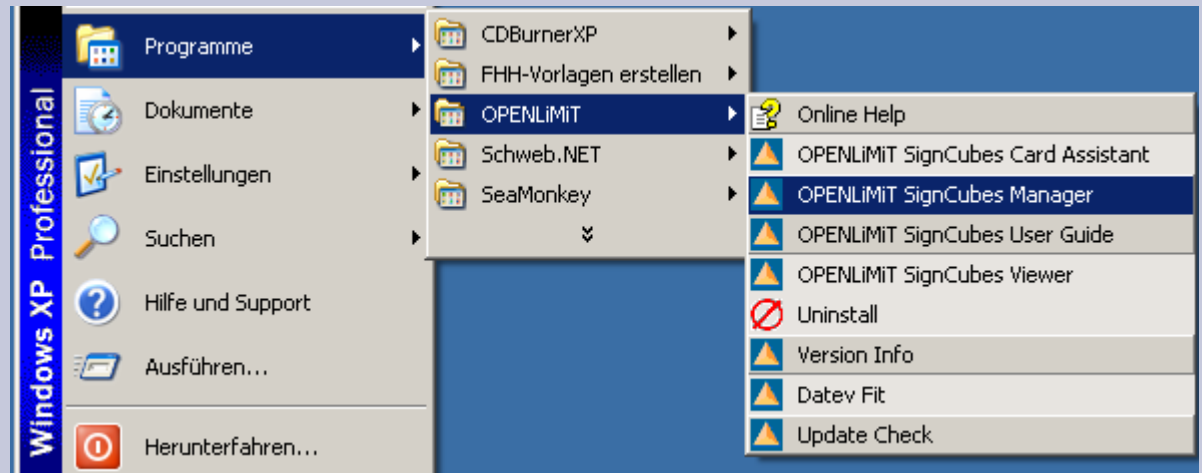 Windows XP Professional
Programme
Dokumente
Einstellungen
Suchen
Hilfe und Support
Ausführen...
Herunterfahren...
CDBurnerXP
FHH-Vorlagen erstellen
OPENLiMiT
Schweb.NET
SeaMonkey
Online Help
OPENLiMiT SignCubes Card Assistant
OPENLiMiT SignCubes Manager
OPENLiMiT SignCubes User Guide
OPENLiMiT SignCubes Viewer
Uninstall
Version Info
Datev Fit
Update Check